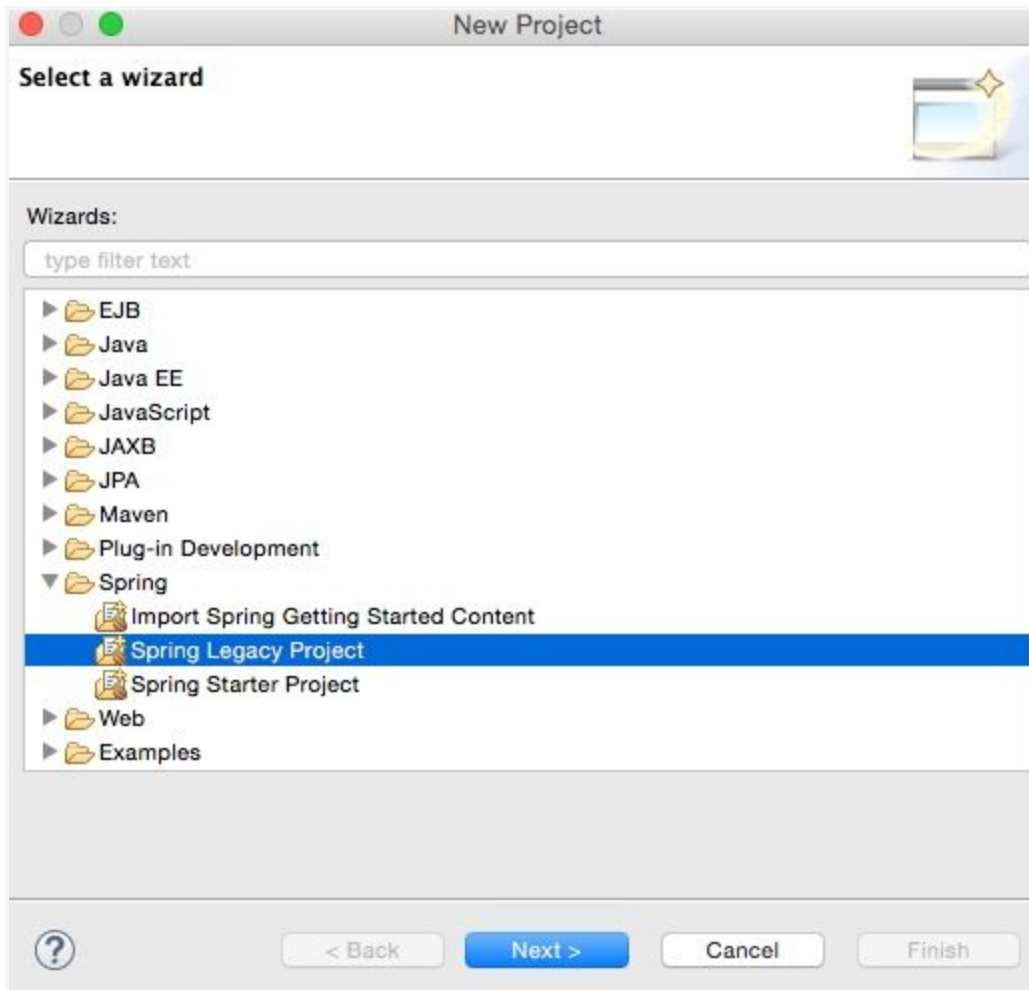 New Project
Select a wizard
Wizards:
type filter text
EJB
Java
Java EE
JavaScript
JAXB
JPA
Maven
Plug-in Development
Spring
Import Spring Getting Started Content
Spring Legacy Project
Spring Starter Project
Web
Examples
? < Back Next > Cancel Finish